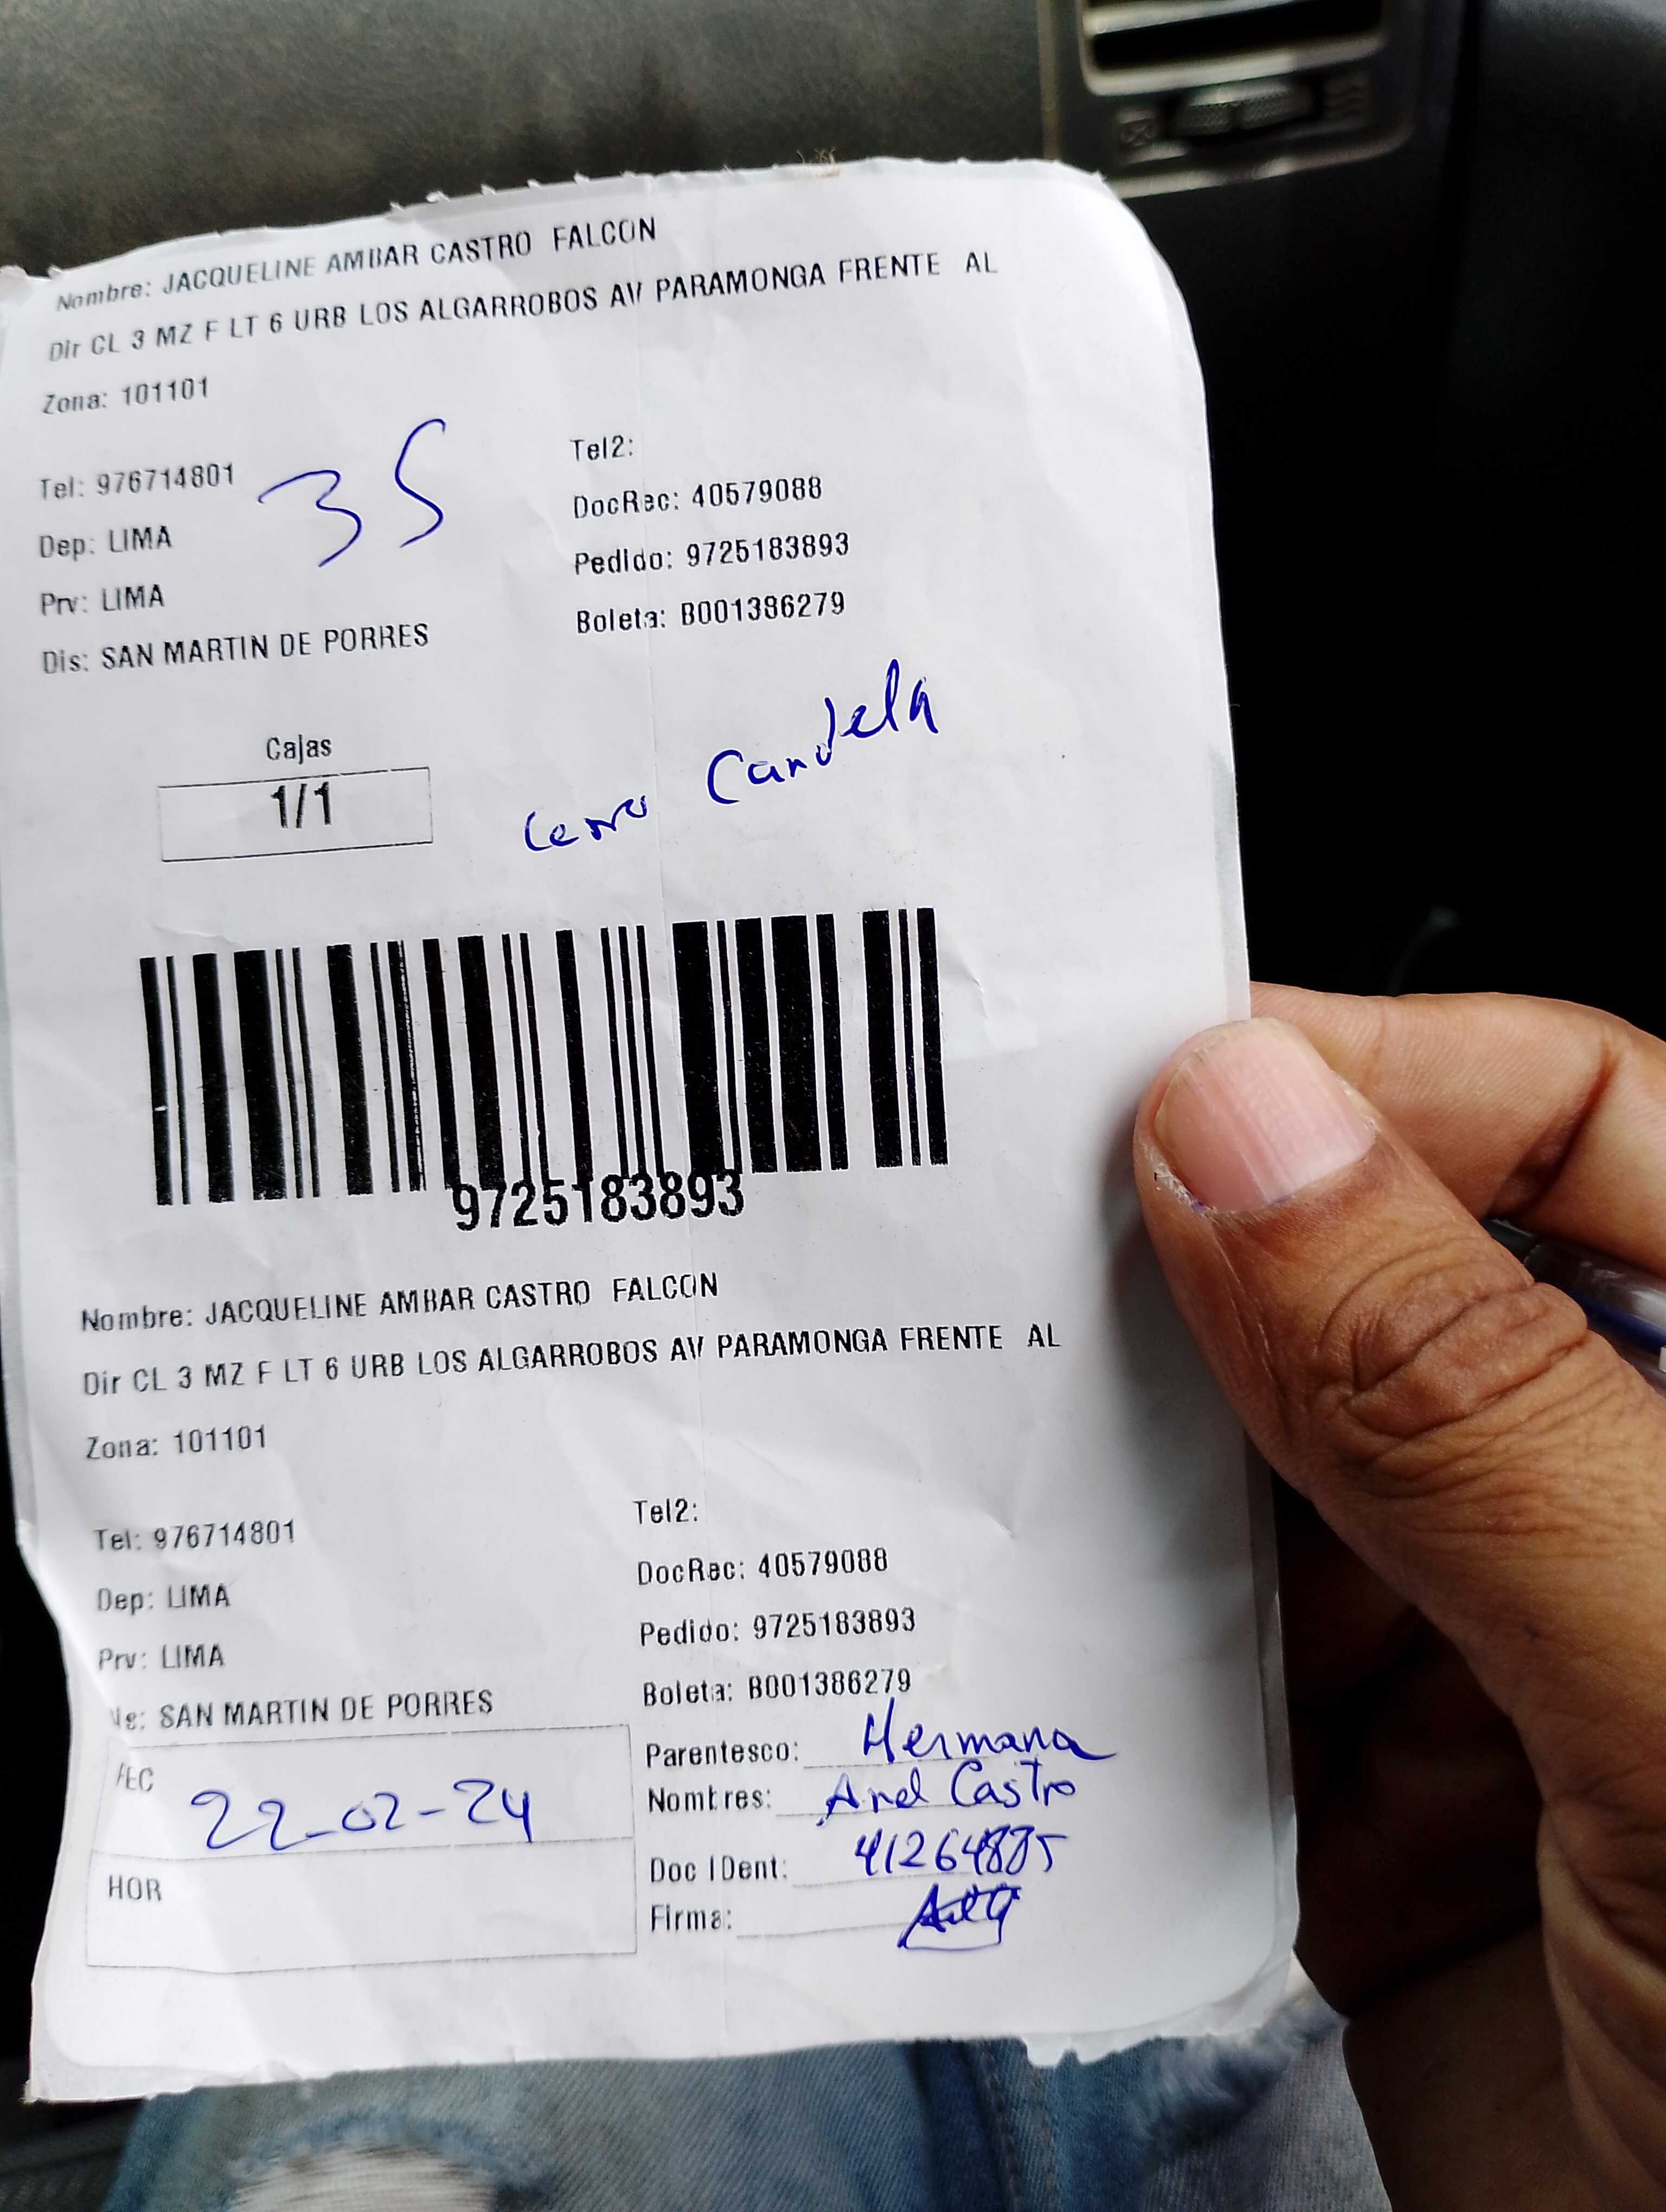 Nombre: JACQUELINE AMBAR CASTRO FALCON
Dir CL 3 MZ F LT 6 URB LOS ALGARROBOS AV PARAMONGA FRENTE AL
Zona: 101101
35
Tel: 976714801
Dep: LIMA
Prv: LIMA
Dis: SAN MARTIN DE PORRES
Tel2:
DocRec: 40579088
Pedido: 9725183893
Boleta: B001386279
Cajas
1/1
Cerro Candela
9725183893
Nombre: JACQUELINE AMBAR CASTRO FALCON
Dir CL 3 MZ F LT 6 URB LOS ALGARROBOS AV PARAMONGA FRENTE AL
Zona: 101101
Tel: 976714801
Dep: LIMA
Prv: LIMA
SAN MARTIN DE PORRES
Tel2:
DocRec: 40579088
Pedido: 9725183893
Boleta: B001386279
FEC
22-02-24
HOR
Parentesco: Hermana
Nombres: Castro
Doc IDent:
Firma: